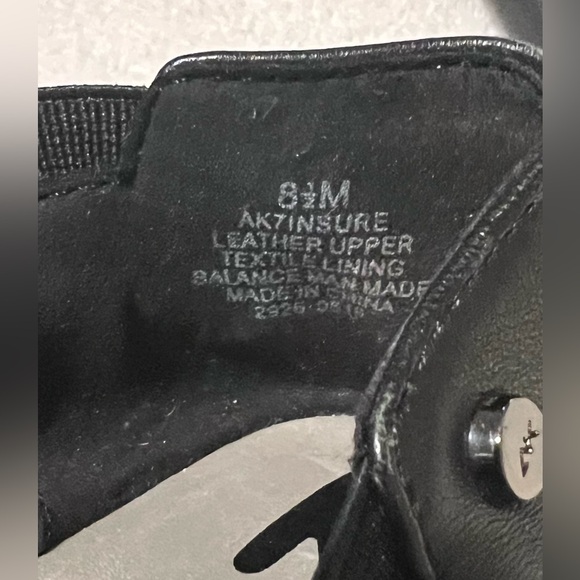 8½M
AK7INSURE
LEATHER UPPER
TEXTILE LINING
BALANCE MAN MADE
MADE IN CHINA